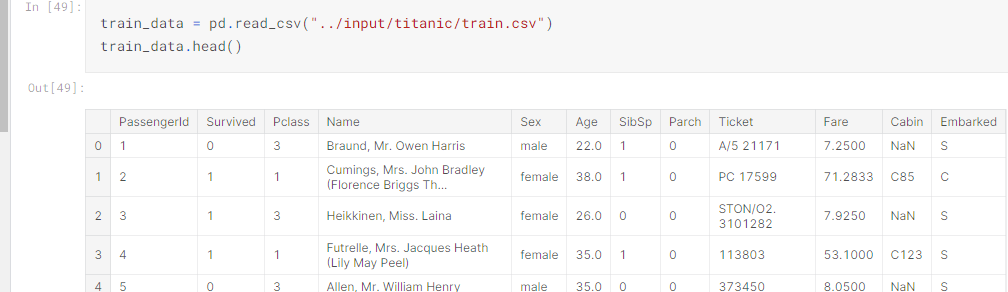 In [49]:
train_data = pd.read_csv("../input/titanic/train.csv")
train_data.head()
Out[49]:
PassengerId Survived Pclass Name Sex Age SibSp Parch Ticket Fare Cabin Embarked
0 1 0 3 Braund, Mr. Owen Harris male 22.0 1 0 A/5 21171 7.2500 NaN S
1 2 1 1 Cumings, Mrs. John Bradley
(Florence Briggs Th... female 38.0 1 0 PC 17599 71.2833 C85 C
2 3 1 3 Heikkinen, Miss. Laina female 26.0 0 0 STON/O2.
3101282 7.9250 NaN S
3 4 1 1 Futrelle, Mrs. Jacques Heath
(Lily May Peel) female 35.0 1 0 113803 53.1000 C123 S
4 5 0 3 Allen, Mr. William Henry male 35.0 0 0 373450 8.0500 NaN S